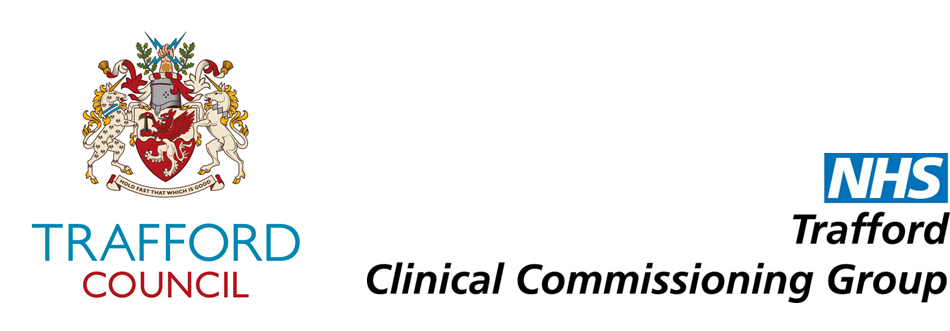 HOLD FAST THAT WHICH IS GOOD
TRAFFORD
COUNCIL
NHS
Trafford
Clinical Commissioning Group